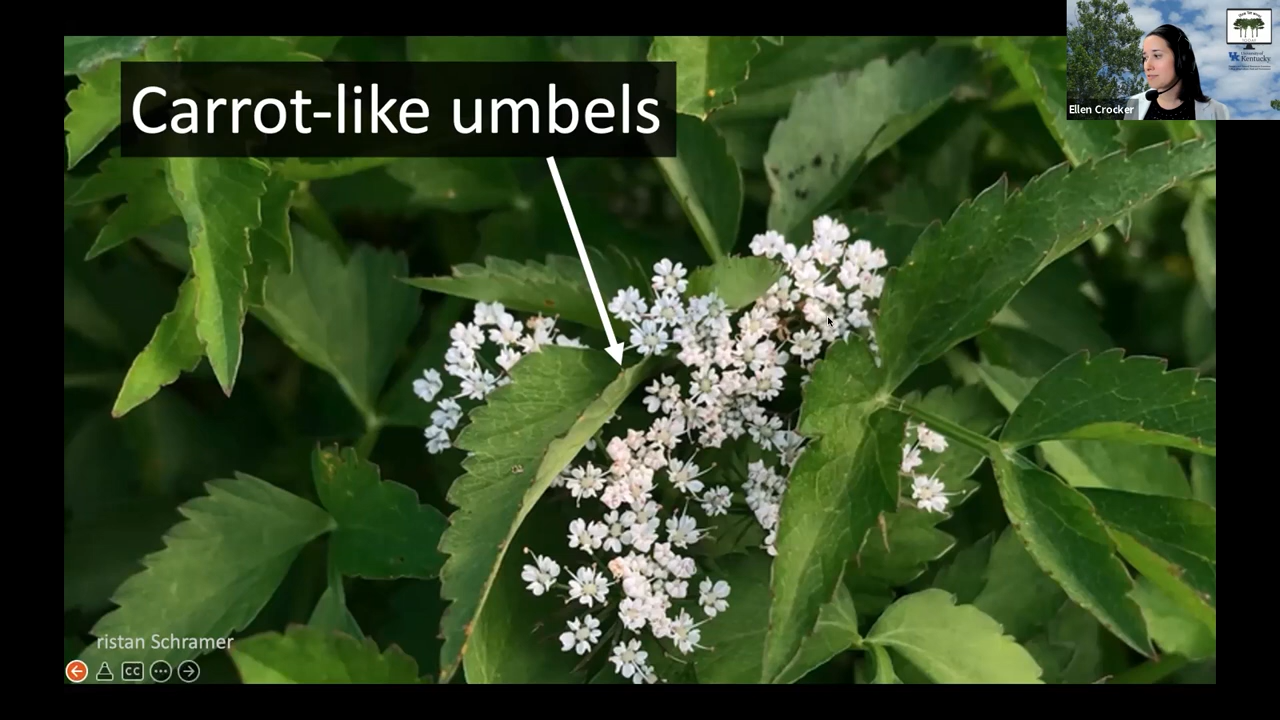 Carrot-like umbels
Ellen Crocker
University of
Kentucky
ristan Schramer
CC